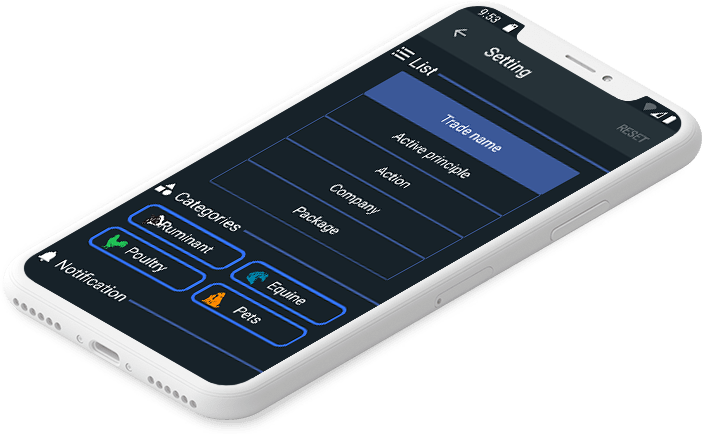 9:53
Setting
RESET
List
Trade name
Active principle
Action
Company
Package
Categories
Ruminant
Equine
Poultry
Pets
Notification